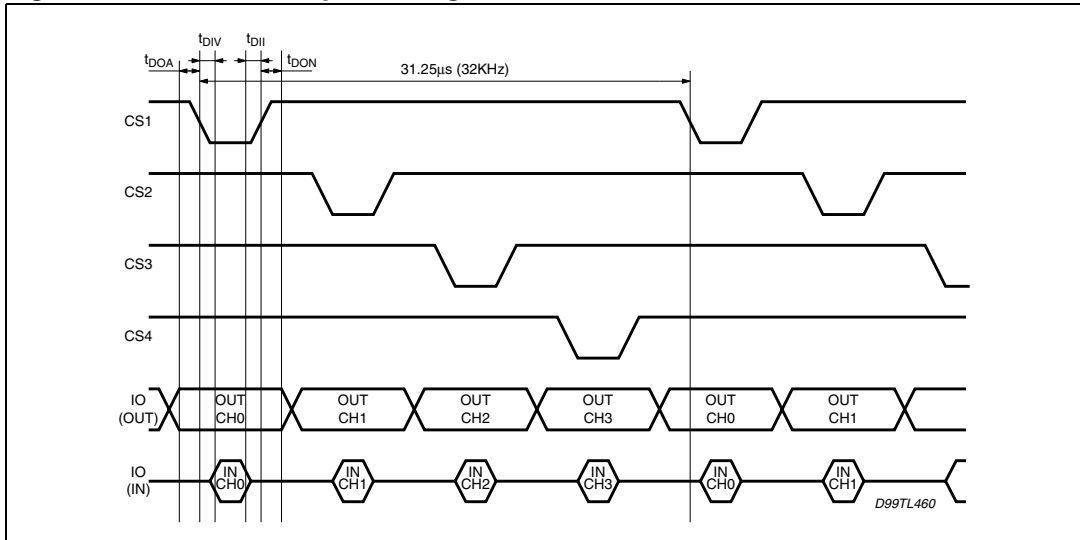 tDIV tDII
tDOA tDON
31.25µs (32KHz)
CS1
CS2
CS3
CS4
IO
(OUT)
OUT
CH0
OUT
CH1
OUT
CH2
OUT
CH3
OUT
CH0
OUT
CH1
IO
(IN)
IN
CH0
IN
CH1
IN
CH2
IN
CH3
IN
CH0
IN
CH1
D99TL460